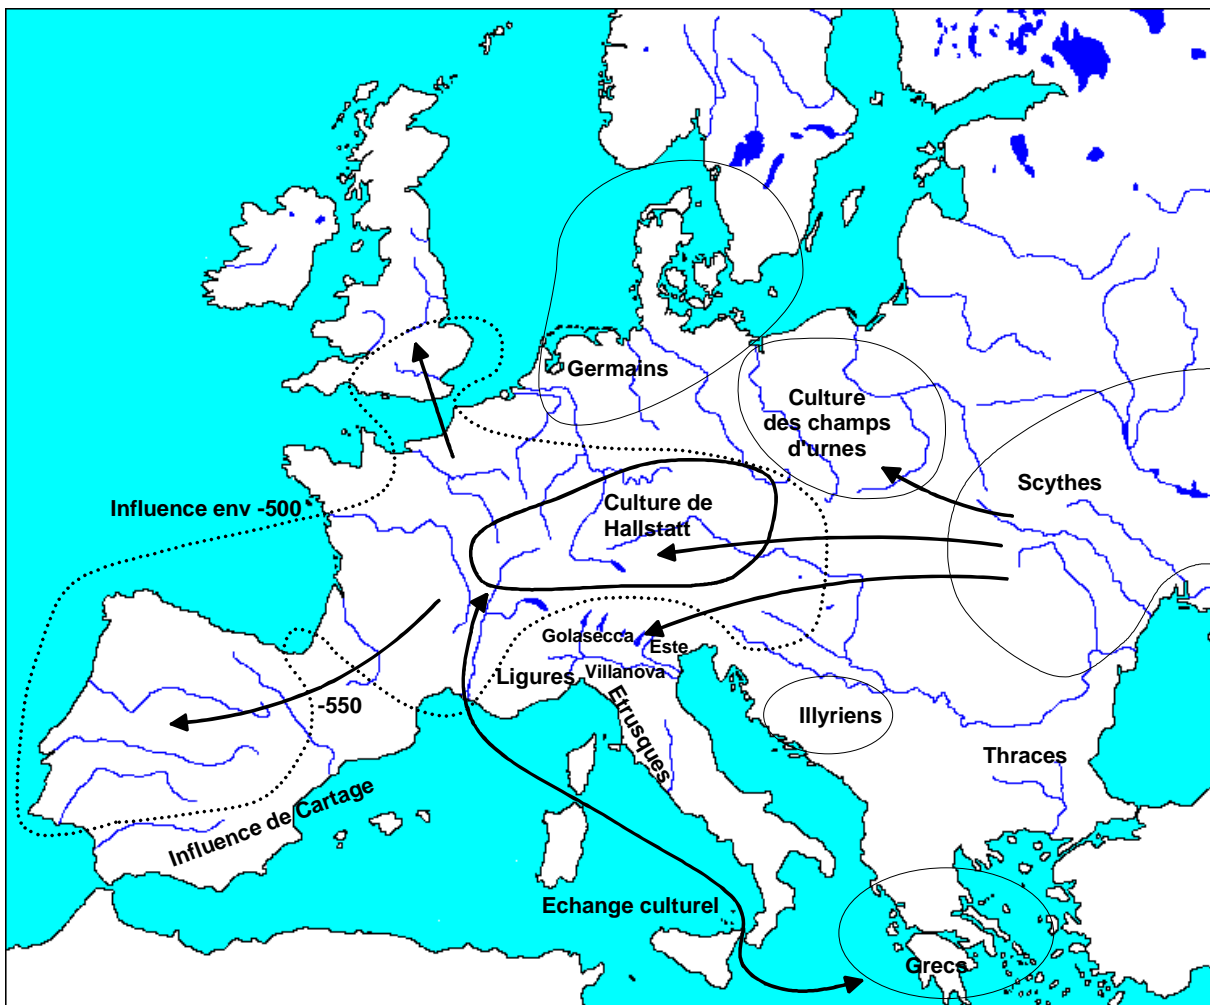 Germains
Culture
des champs
d'urnes
Scythes
Influence env -500
Culture de
Hallstatt
Golasecca
Este
Ligures
Villanova
Etrusques
-550
Illyriens
Thraces
Influence de Cartage
Echange culturel
Grecs